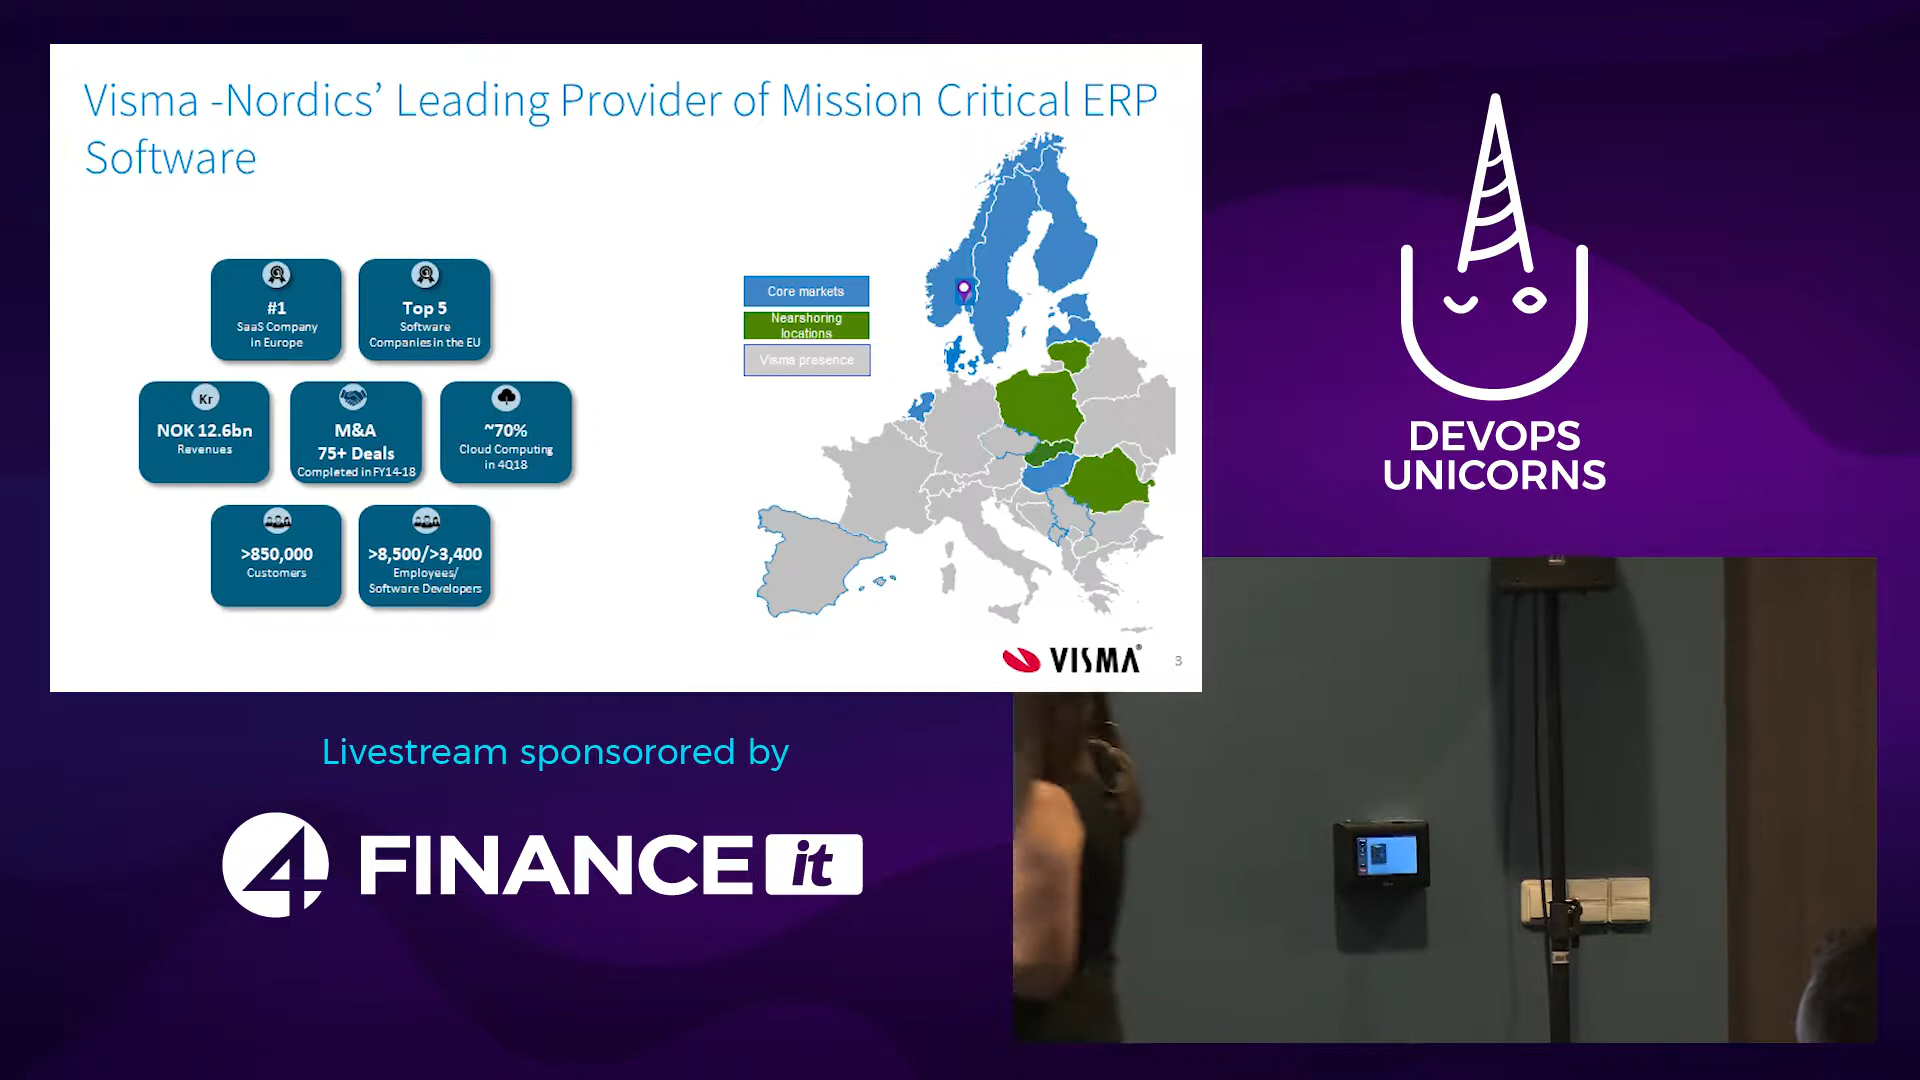 Visma -Nordics’ Leading Provider of Mission Critical ERP
Software
#1
SaaS Company
in Europe
Top 5
Software
Companies in the EU
Kr
NOK 12.6bn
Revenues
M&A
75+ Deals
Completed in FY14-18
~70%
Cloud Computing
in 4Q18
>850,000
Customers
>8,500/>3,400
Employees/
Software Developers
Core markets
Nearshoring
locations
Visma presence
VISMA®
3
DEVOPS
UNICORNS
Livestream sponsorored by
4FINANCE it